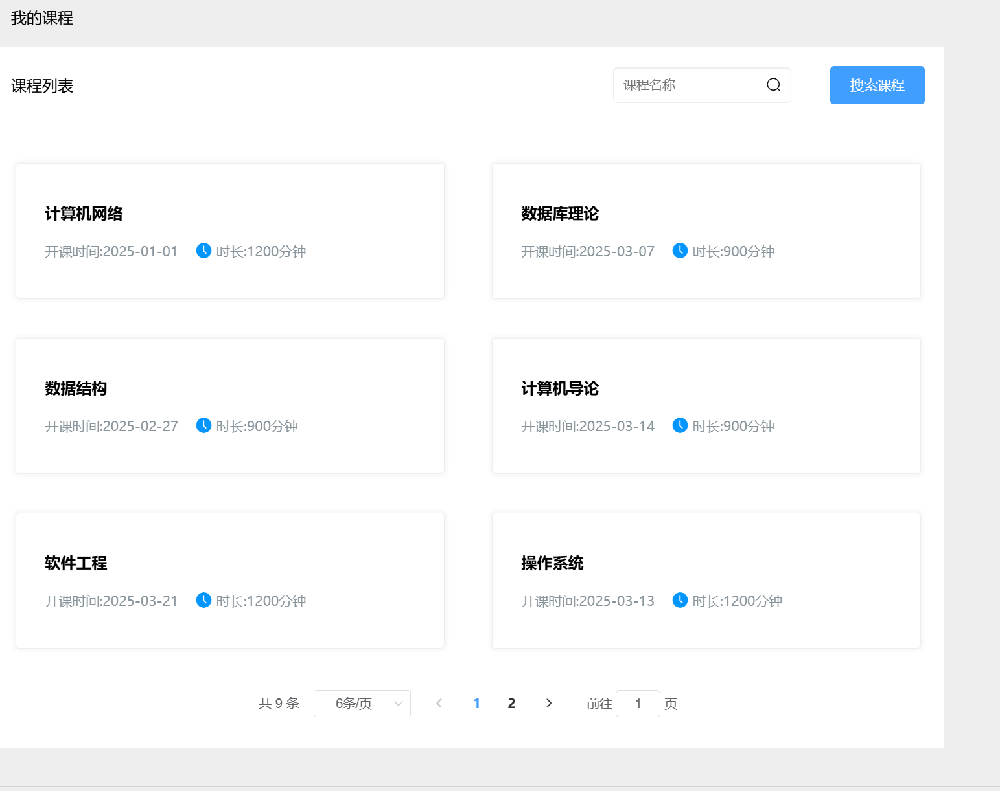 我的课程
课程列表
课程名称
搜索课程
计算机网络
开课时间:2025-01-01 时长:1200分钟
数据库理论
开课时间:2025-03-07 时长:900分钟
数据结构
开课时间:2025-02-27 时长:900分钟
计算机导论
开课时间:2025-03-14 时长:900分钟
软件工程
开课时间:2025-03-21 时长:1200分钟
操作系统
开课时间:2025-03-13 时长:1200分钟
共 9 条 6条/页 1 2 前往 1 页